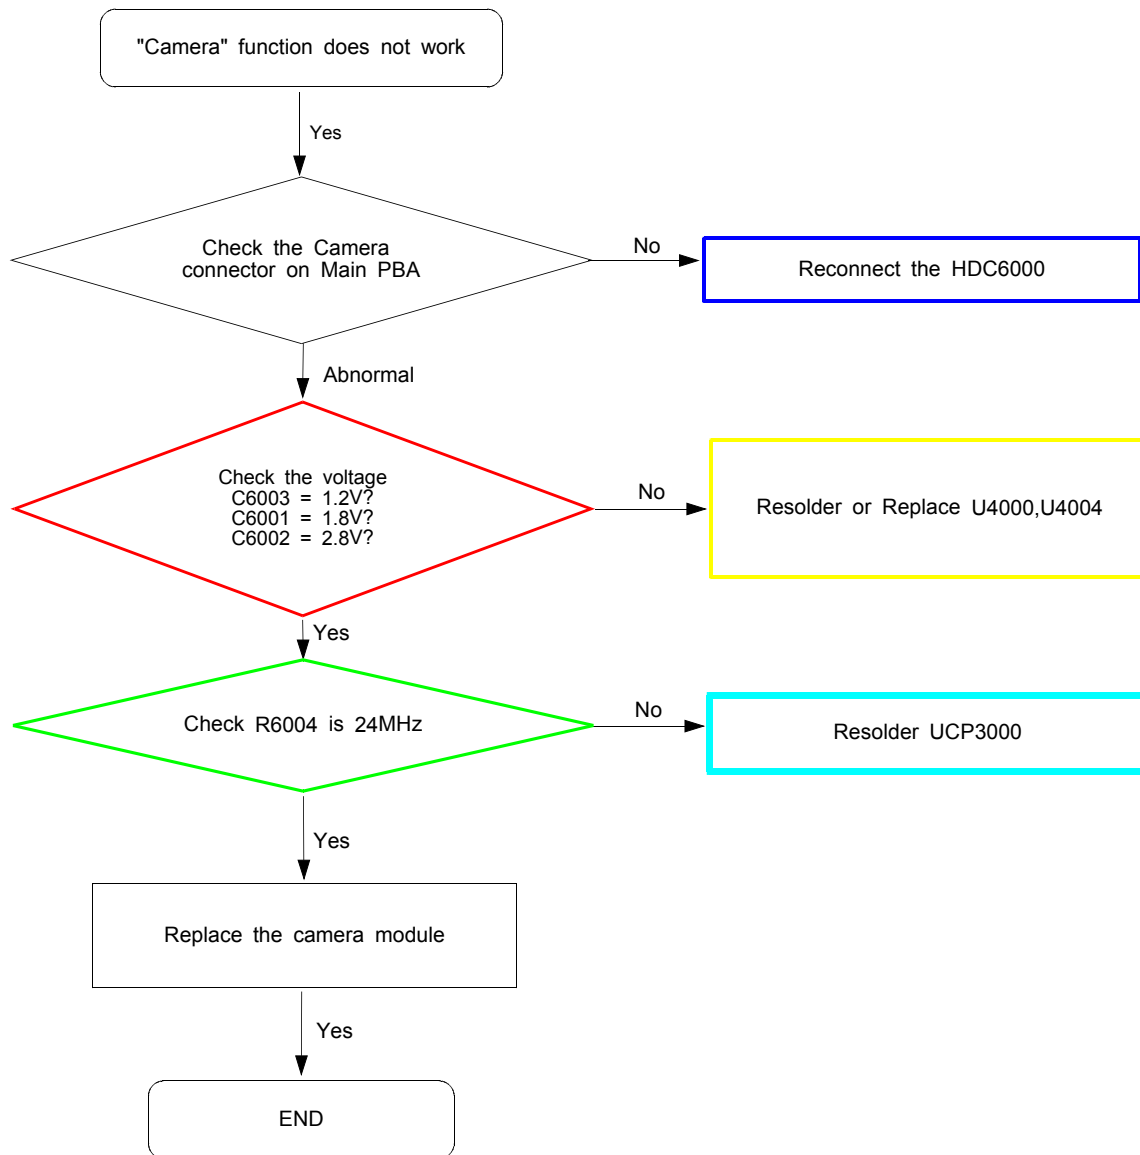 "Camera" function does not work
Yes
Check the Camera
connector on Main PBA
No
Reconnect the HDC6000
Abnormal
Check the voltage
C6003 = 1.2V?
C6001 = 1.8V?
C6002 = 2.8V?
No
Resolder or Replace U4000,U4004
Yes
Check R6004 is 24MHz
No
Resolder UCP3000
Yes
Replace the camera module
Yes
END